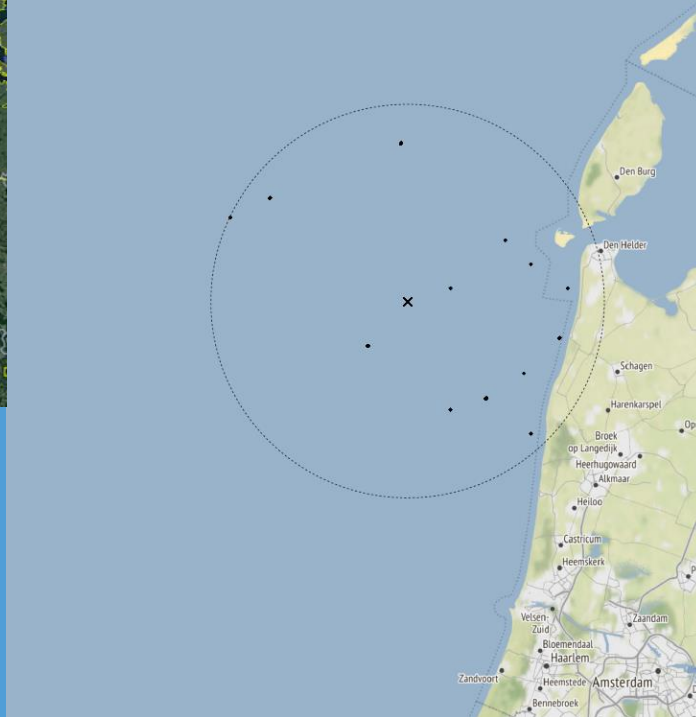 Den Burg
Den Helder
Schagen
Harenkarspel
Broek
op Langedijk
Heerhugowaard
Alkmaar
Heiloo
Castricum
Heemskerk
Velsen-
Zuid
Zaandam
Bloemendaal
Haarlem
Zandvoort
Heemstede
Amsterdam
Bennebroek